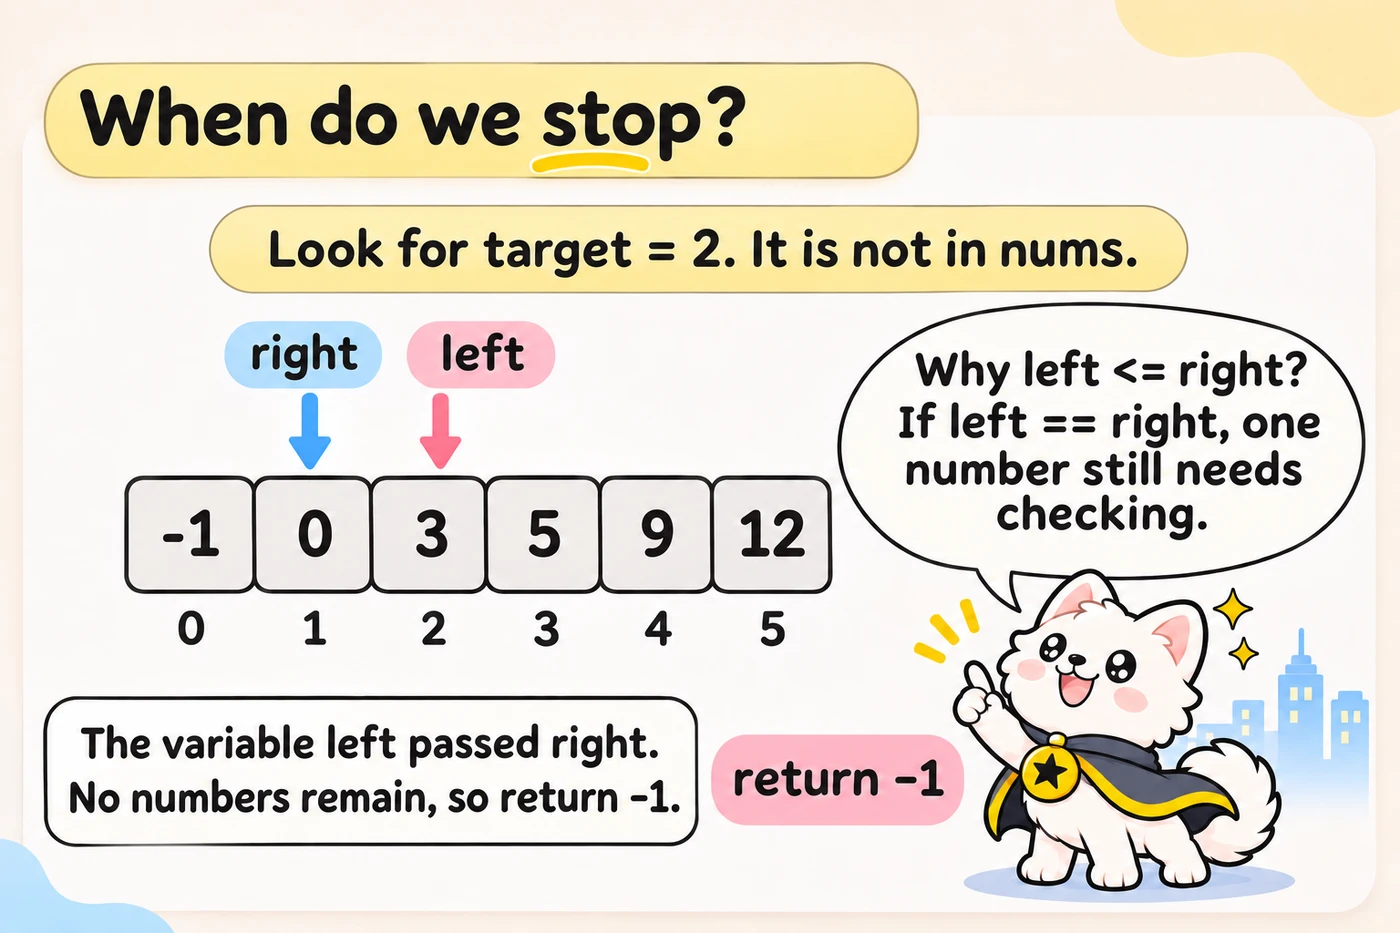 When do we stop?
Look for target = 2. It is not in nums.
right left
Why left <= right?
If left == right, one
number still needs
checking.
-1 0 3 5 9 12
0 1 2 3 4 5
The variable left passed right.
No numbers remain, so return -1.
return -1